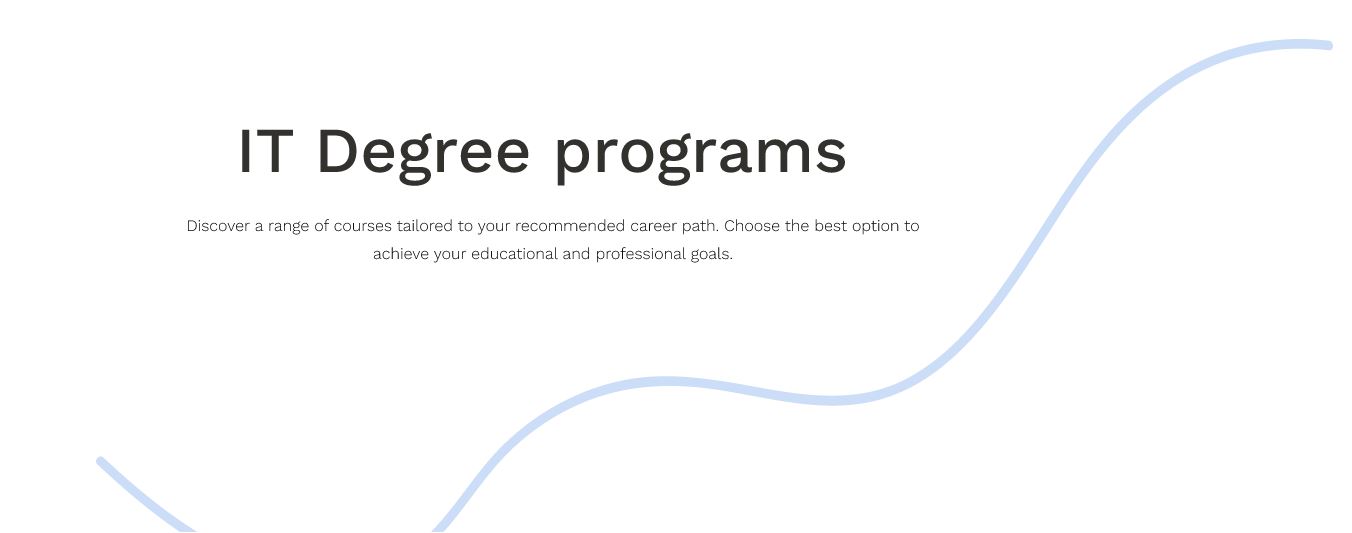 IT Degree programs
Discover a range of courses tailored to your recommended career path. Choose the best option to
achieve your educational and professional goals.